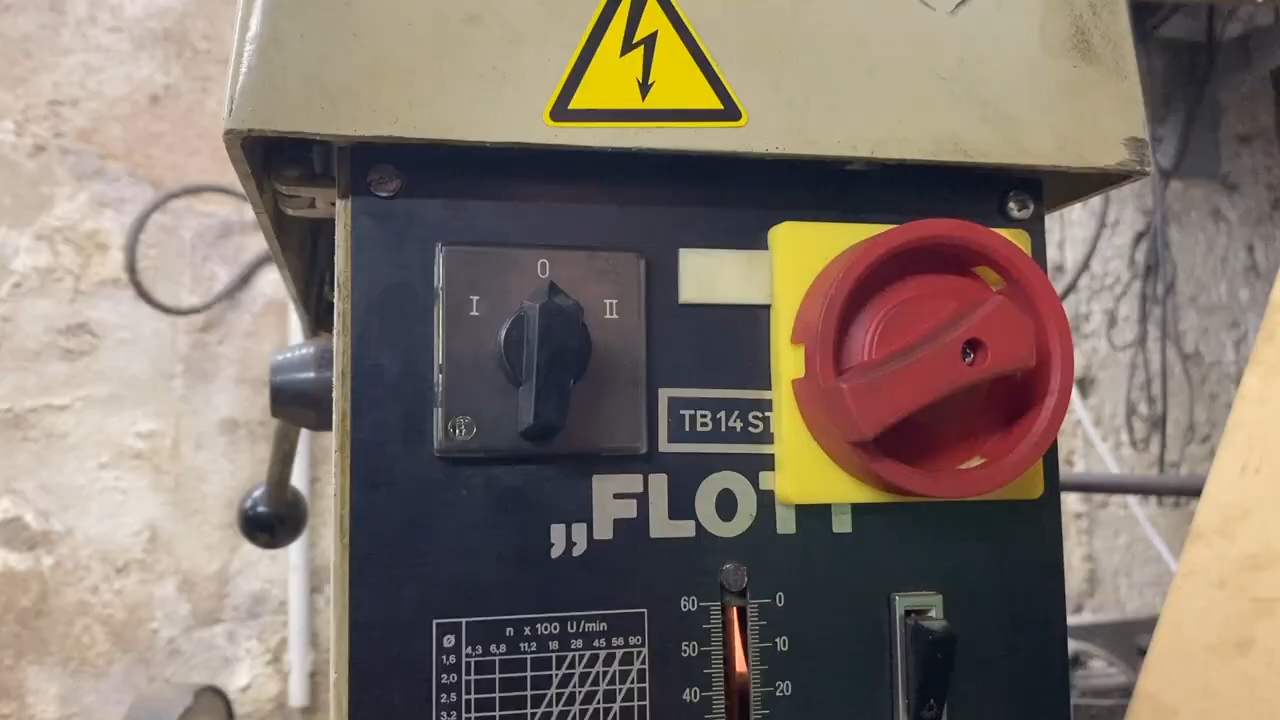 0
I
II
TB14 ST
„FLOTT
n x 100 U/min
ø 4,3 6,8 11,2 18 28 45 56 90
1,6
2,0
2,5
3,2
60 0
50 10
40 20